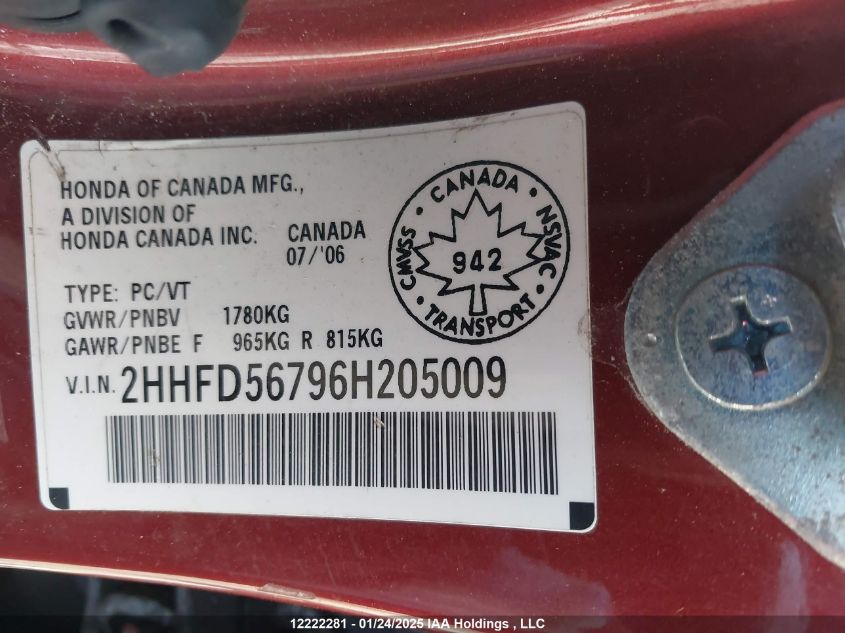 HONDA OF CANADA MFG.,
A DIVISION OF
HONDA CANADA INC. CANADA
07/'06
TYPE: PC/VT
GVWR/PNBV 1780KG
GAWR/PNBE F 965KG R 815KG
V.I.N. 2HHFD56796H205009
• CANADA •
CMVSS 942 NSVAC
• TRANSPORT •
12222281 - 01/24/2025 IAA Holdings , LLC